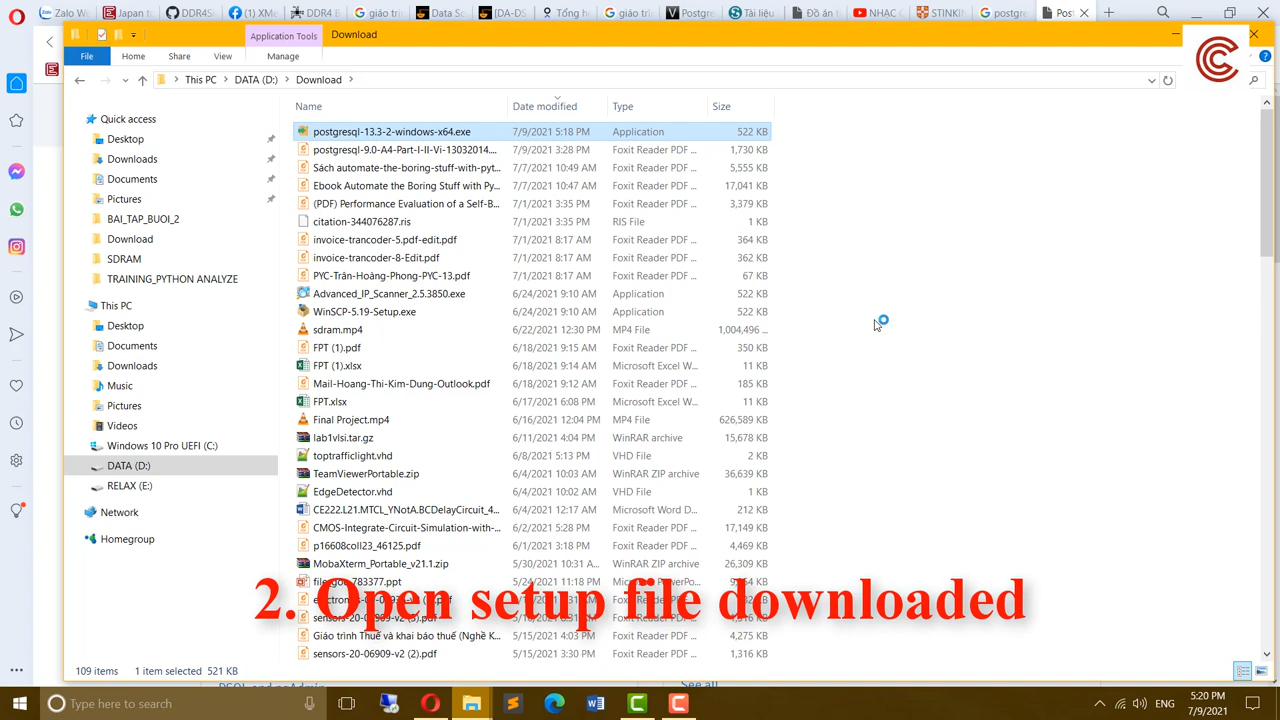 Zalo We
Japan to
DDR4S
(1) XMe
DDR4 B
giáo tr
Data Sc
(DA-DS
Tổng h
giáo tr
Postgre
Tài liệu
Đồ án t
NHẠC C
STINKIN
postgre
Post
Application Tools
Download
File
Home
Share
View
Manage
This PC
DATA (D:)
Download
Name
Date modified
Type
Size
Quick access
Desktop
Downloads
Documents
Pictures
BAI_TAP_BUOI_2
Download
SDRAM
TRAINING_PYTHON ANALYZE
This PC
Desktop
Documents
Downloads
Music
Pictures
Videos
Windows 10 Pro UEFI (C:)
DATA (D:)
RELAX (E:)
Network
Homegroup
postgresql-13.3-2-windows-x64.exe 7/9/2021 5:18 PM Application 522 KB
postgresql-9.0-A4-Part-I-II-Vi-13032014.... 7/9/2021 3:28 PM Foxit Reader PDF ... 1,730 KB
Sách automate-the-boring-stuff-with-pyt... 7/7/2021 10:49 AM Foxit Reader PDF ... 5,555 KB
Ebook Automate the Boring Stuff with Py... 7/7/2021 10:47 AM Foxit Reader PDF ... 17,041 KB
(PDF) Performance Evaluation of a Self-B... 7/1/2021 3:35 PM Foxit Reader PDF ... 3,379 KB
citation-344076287.ris 7/1/2021 3:35 PM RIS File 1 KB
invoice-trancoder-5.pdf-edit.pdf 7/1/2021 8:17 AM Foxit Reader PDF ... 364 KB
invoice-trancoder-8-Edit.pdf 7/1/2021 8:17 AM Foxit Reader PDF ... 362 KB
PYC-Trân-Hoàng-Phong-PYC-13.pdf 7/1/2021 8:17 AM Foxit Reader PDF ... 67 KB
Advanced_IP_Scanner_2.5.3850.exe 6/24/2021 9:10 AM Application 522 KB
WinSCP-5.19-Setup.exe 6/24/2021 9:10 AM Application 522 KB
sdram.mp4 6/22/2021 12:30 PM MP4 File 1,004,496 ...
FPT (1).pdf 6/18/2021 9:15 AM Foxit Reader PDF ... 350 KB
FPT (1).xlsx 6/18/2021 9:14 AM Microsoft Excel W... 11 KB
Mail-Hoang-Thi-Kim-Dung-Outlook.pdf 6/18/2021 9:12 AM Foxit Reader PDF ... 185 KB
FPT.xlsx 6/17/2021 6:08 PM Microsoft Excel W... 11 KB
Final Project.mp4 6/16/2021 12:04 PM MP4 File 626,589 KB
lab1vlsi.tar.gz 6/11/2021 4:04 PM WinRAR archive 15,678 KB
toptrafficlight.vhd 6/8/2021 5:13 PM VHD File 2 KB
TeamViewerPortable.zip 6/4/2021 10:03 AM WinRAR ZIP archive 36,639 KB
EdgeDetector.vhd 6/4/2021 10:02 AM VHD File 1 KB
CE222.L21.MTCL_YNotA.BCDelayCircuit_4... 6/4/2021 12:17 AM Microsoft Word D... 212 KB
CMOS-Integrate-Circuit-Simulation-with-... 6/2/2021 5:28 PM Foxit Reader PDF ... 17,149 KB
p16608coll23_46125.pdf 6/1/2021 3:18 PM Foxit Reader PDF ... 4,469 KB
MobaXterm_Portable_v21.1.zip 5/30/2021 10:31 A... WinRAR ZIP archive 26,309 KB
5/24/2021 11:18 PM
2. Open setup file downloaded
Giáo trình Thuế và khai báo thuế (Nghề K... 5/15/2021 4:03 PM Foxit Reader PDF ... 4,275 KB
sensors-20-06909-v2 (2).pdf 5/15/2021 3:30 PM Foxit Reader PDF ... 1,316 KB
109 items 1 item selected 521 KB
See all
Type here to search
ENG
5:20 PM
7/9/2021